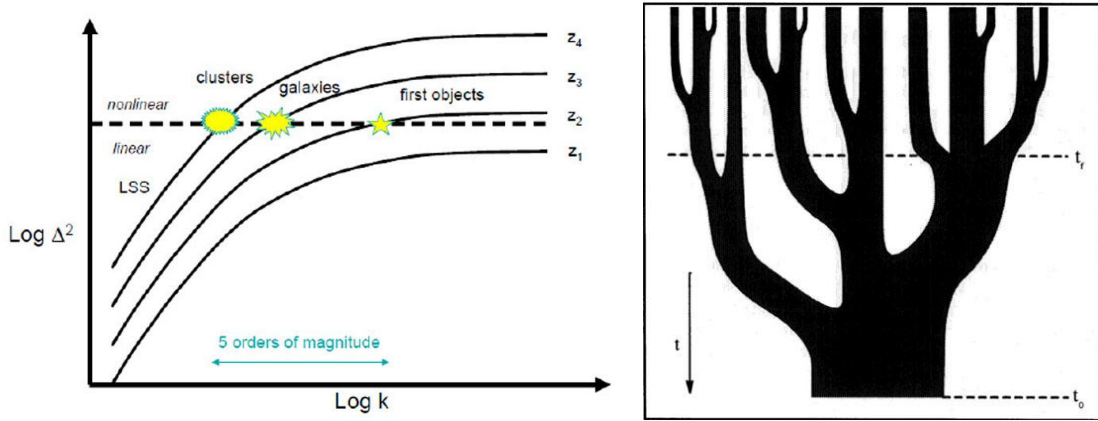 z₄
clusters
z₃
galaxies
first objects
nonlinear
z₂
linear
z₁
LSS
Log Δ²
5 orders of magnitude
Log k
t_f
t
t₀